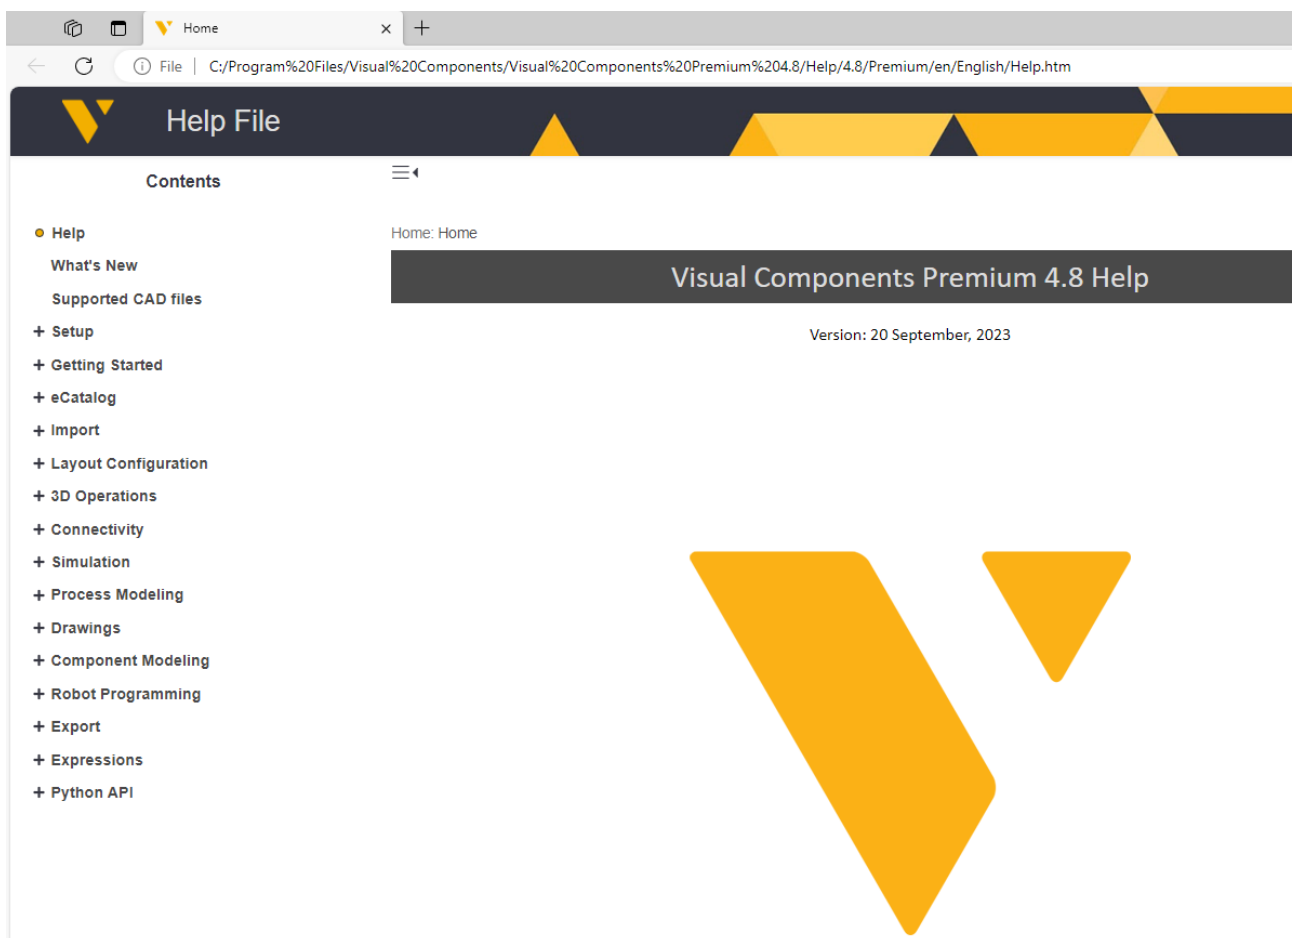 Home
File | C:/Program%20Files/Visual%20Components/Visual%20Components%20Premium%204.8/Help/4.8/Premium/en/English/Help.htm
Help File
Contents
Help
What's New
Supported CAD files
+ Setup
+ Getting Started
+ eCatalog
+ Import
+ Layout Configuration
+ 3D Operations
+ Connectivity
+ Simulation
+ Process Modeling
+ Drawings
+ Component Modeling
+ Robot Programming
+ Export
+ Expressions
+ Python API
Home: Home
Visual Components Premium 4.8 Help
Version: 20 September, 2023